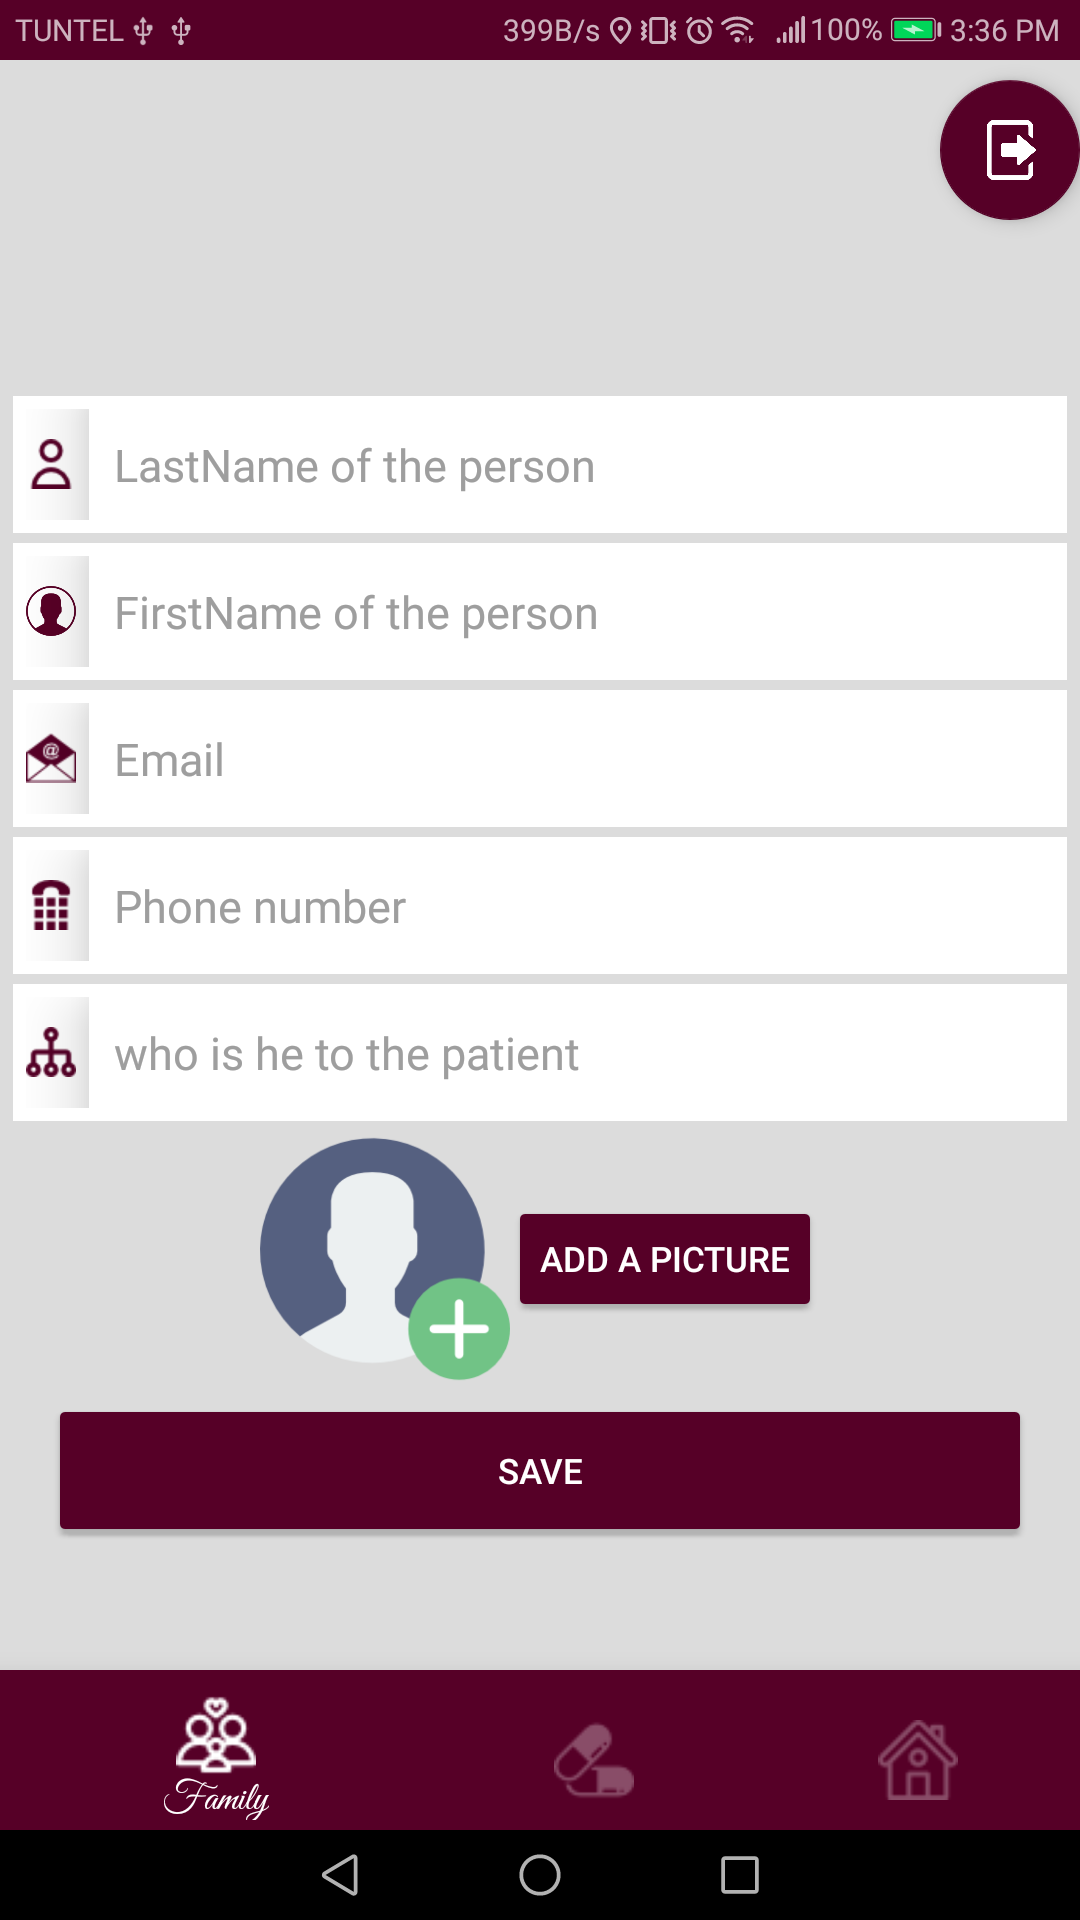 TUNTEL 399B/s 100% 3:36 PM
LastName of the person
FirstName of the person
@ Email
Phone number
who is he to the patient
ADD A PICTURE
SAVE
Family